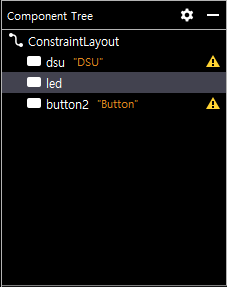 Component Tree
ConstraintLayout
dsu "DSU"
led
button2 "Button"